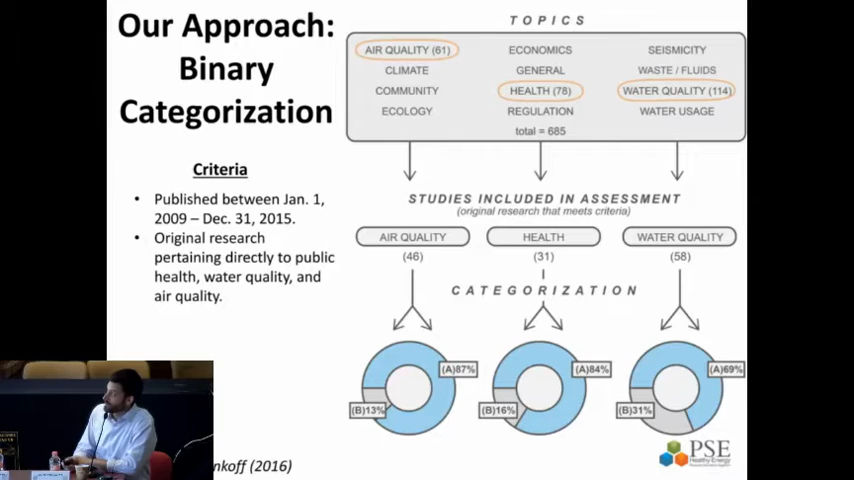 Our Approach:
Binary
Categorization
Criteria
• Published between Jan. 1,
2009 – Dec. 31, 2015.
• Original research
pertaining directly to public
health, water quality, and
air quality.
TOPICS
AIR QUALITY (61) ECONOMICS SEISMICITY
CLIMATE GENERAL WASTE / FLUIDS
COMMUNITY HEALTH (78) WATER QUALITY (114)
ECOLOGY REGULATION WATER USAGE
total = 685
STUDIES INCLUDED IN ASSESSMENT
(original research that meets criteria)
AIR QUALITY HEALTH WATER QUALITY
(46) (31) (58)
CATEGORIZATION
(A)87% (A)84% (A)69%
(B)13% (B)16% (B)31%
nkoff (2016)
PSE
Healthy Energy